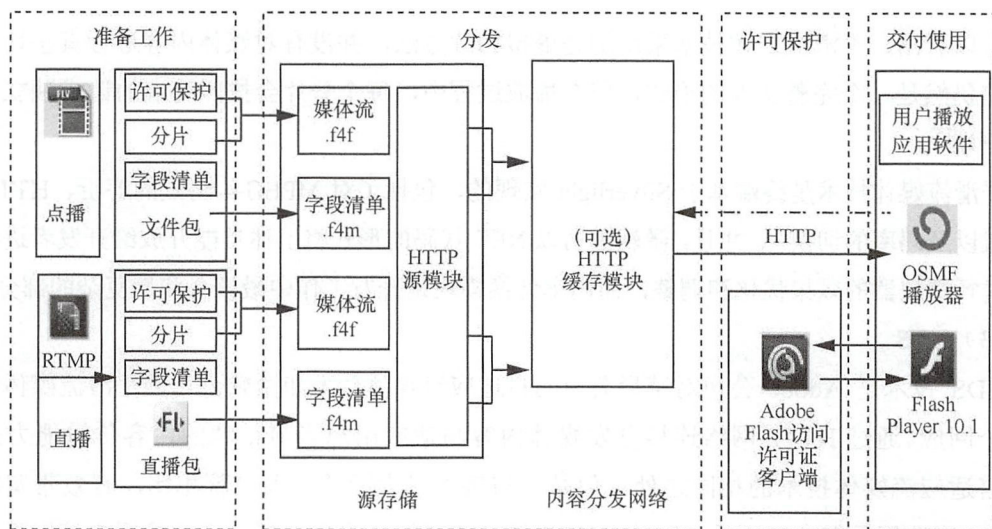 准备工作
分发
许可保护
交付使用
FLV
点播
许可保护
分片
字段清单
文件包
RTMP
直播
许可保护
分片
字段清单
Fl
直播包
媒体流
.f4f
字段清单
.f4m
媒体流
.f4f
字段清单
.f4m
HTTP
源模块
源存储
(可选)
HTTP
缓存模块
内容分发网络
HTTP
Adobe
Flash访问
许可证
客户端
用户播放
应用软件
OSMF
播放器
Flash
Player 10.1